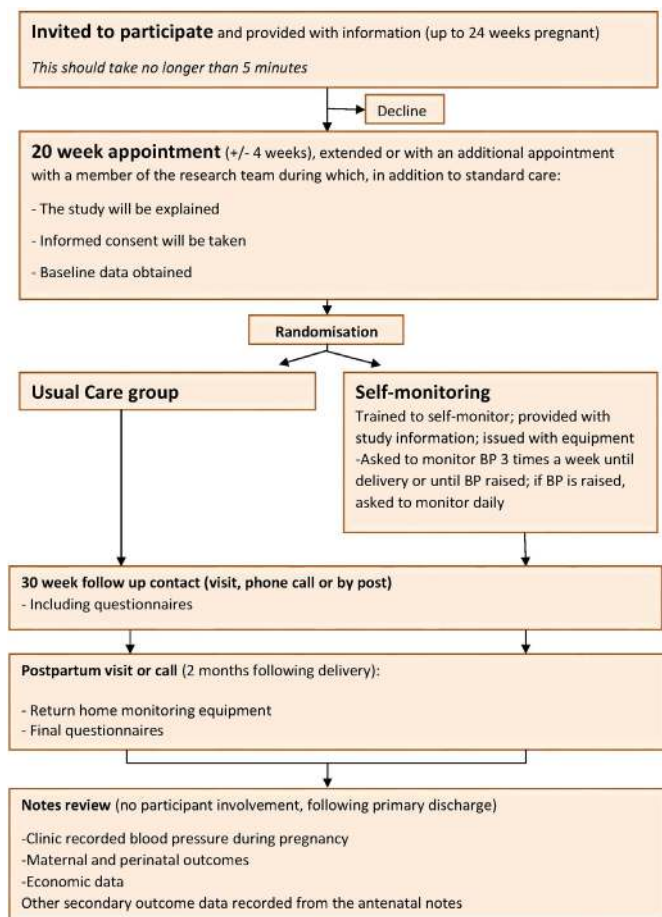 Invited to participate and provided with information (up to 24 weeks pregnant)
This should take no longer than 5 minutes
Decline
20 week appointment (+/- 4 weeks), extended or with an additional appointment
with a member of the research team during which, in addition to standard care:
- The study will be explained
- Informed consent will be taken
- Baseline data obtained
Randomisation
Usual Care group
Self-monitoring
Trained to self-monitor; provided with
study information; issued with equipment
-Asked to monitor BP 3 times a week until
delivery or until BP raised; if BP is raised,
asked to monitor daily
30 week follow up contact (visit, phone call or by post)
- Including questionnaires
Postpartum visit or call (2 months following delivery):
- Return home monitoring equipment
- Final questionnaires
Notes review (no participant involvement, following primary discharge)
-Clinic recorded blood pressure during pregnancy
-Maternal and perinatal outcomes
-Economic data
Other secondary outcome data recorded from the antenatal notes